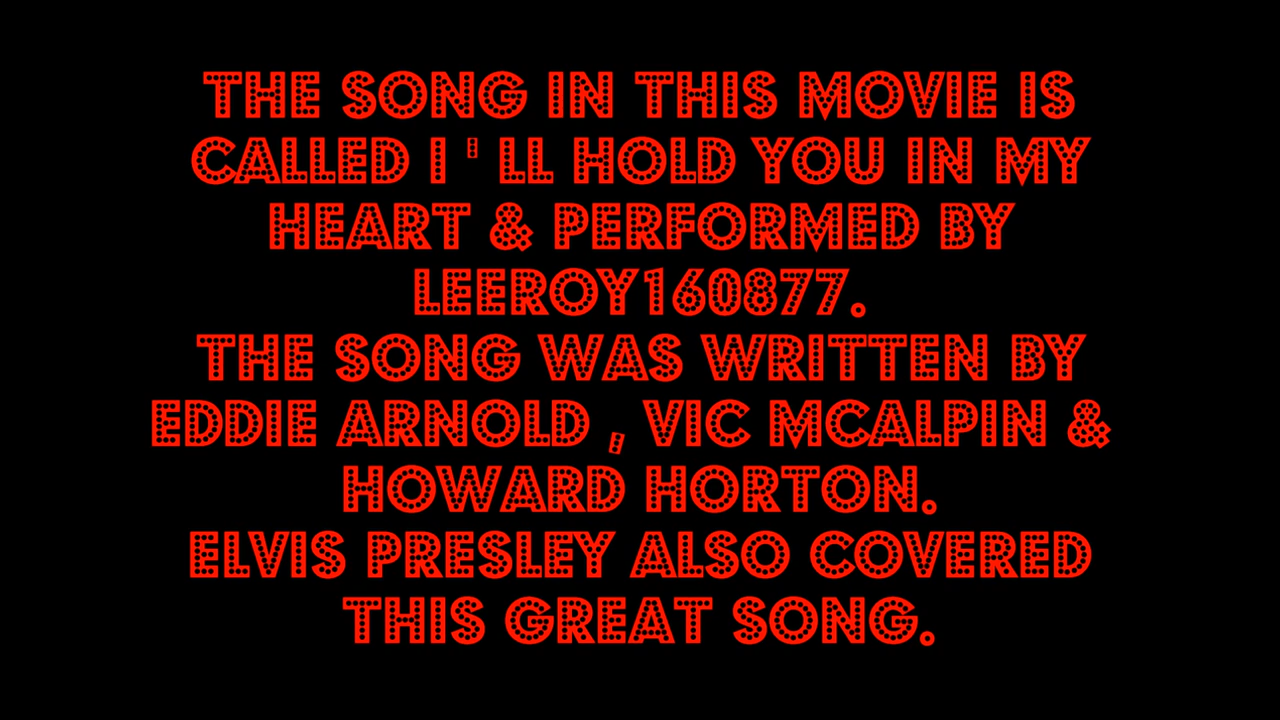 THE SONG IN THIS MOVIE IS
CALLED I ' LL HOLD YOU IN MY
HEART & PERFORMED BY
LEEROY160877.
THE SONG WAS WRITTEN BY
EDDIE ARNOLD , VIC MCALPIN &
HOWARD HORTON.
ELVIS PRESLEY ALSO COVERED
THIS GREAT SONG.